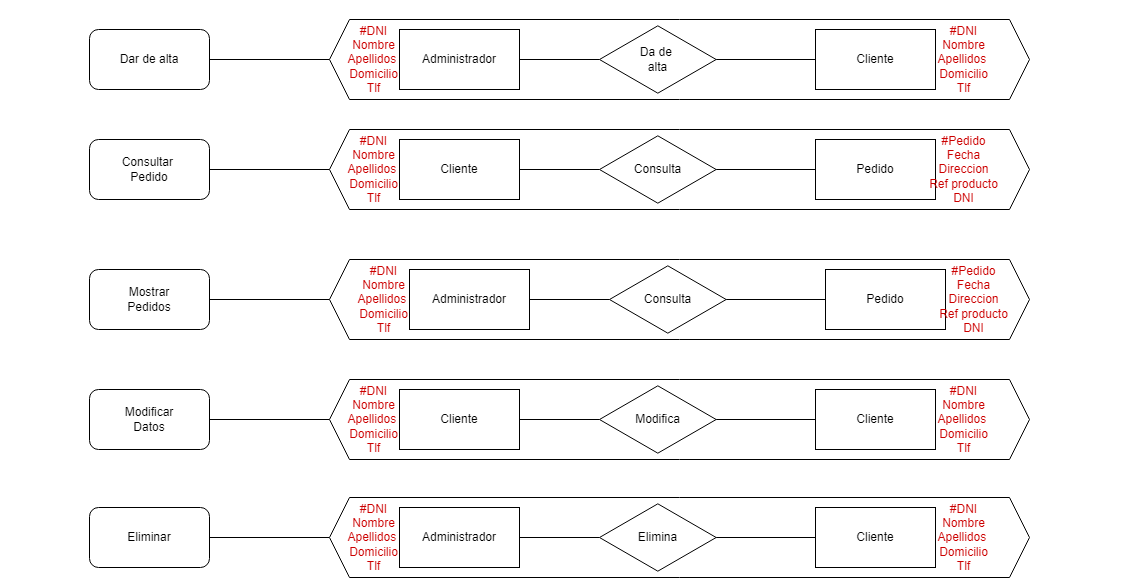 Dar de alta
#DNI
Nombre
Apellidos
Domicilio
Tlf
Administrador
Da de
alta
Cliente
#DNI
Nombre
Apellidos
Domicilio
Tlf
Consultar
Pedido
#DNI
Nombre
Apellidos
Domicilio
Tlf
Cliente
Consulta
Pedido
#Pedido
Fecha
Direccion
Ref producto
DNI
Mostrar
Pedidos
#DNI
Nombre
Apellidos
Domicilio
Tlf
Administrador
Consulta
Pedido
#Pedido
Fecha
Direccion
Ref producto
DNI
Modificar
Datos
#DNI
Nombre
Apellidos
Domicilio
Tlf
Cliente
Modifica
Cliente
#DNI
Nombre
Apellidos
Domicilio
Tlf
Eliminar
#DNI
Nombre
Apellidos
Domicilio
Tlf
Administrador
Elimina
Cliente
#DNI
Nombre
Apellidos
Domicilio
Tlf